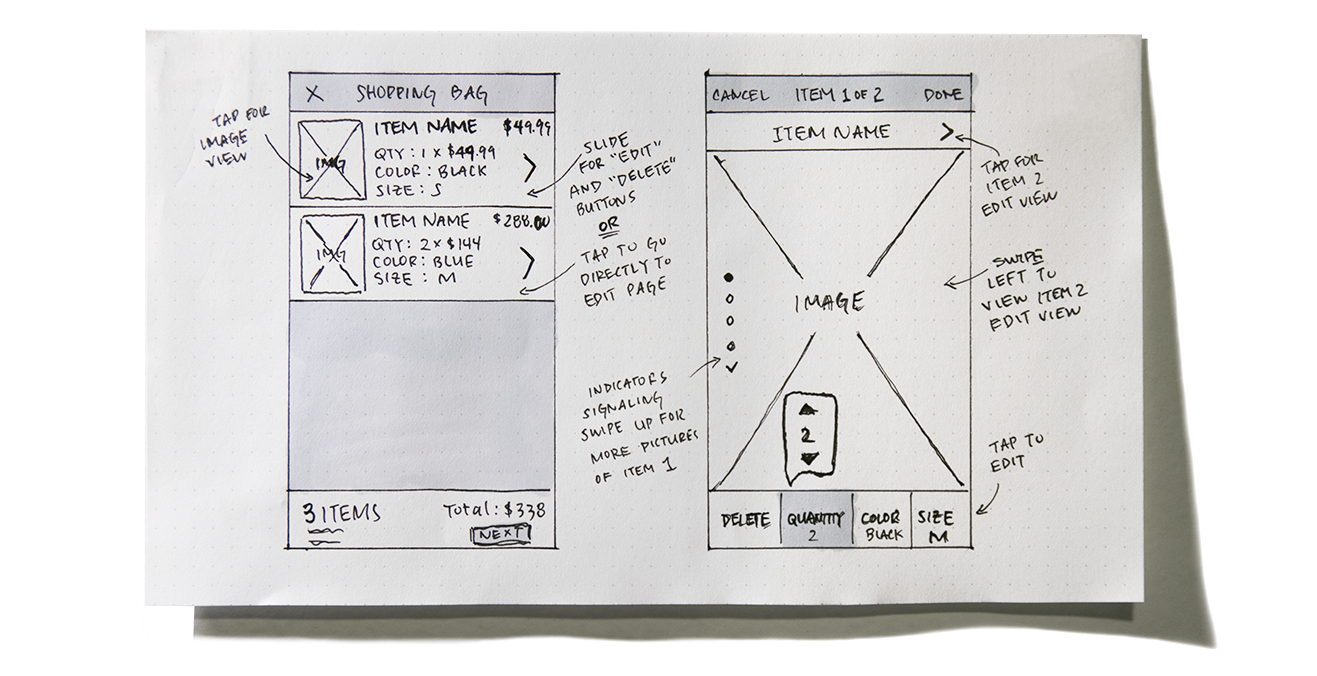 X SHOPPING BAG
TAP FOR
IMAGE
VIEW
IMG
ITEM NAME $49.99
QTY: 1 x $49.99
COLOR: BLACK
SIZE: S
IMG
ITEM NAME $288.00
QTY: 2 x $144
COLOR: BLUE
SIZE: M
SLIDE
FOR "EDIT"
AND "DELETE"
BUTTONS
OR
TAP TO GO
DIRECTLY TO
EDIT PAGE
3 ITEMS Total: $338
NEXT
CANCEL ITEM 1 OF 2 DONE
ITEM NAME
TAP FOR
ITEM 2
EDIT VIEW
IMAGE
SWIPE
LEFT TO
VIEW ITEM 2
EDIT VIEW
INDICATORS
SIGNALING
SWIPE UP FOR
MORE PICTURES
OF ITEM 1
2
TAP TO
EDIT
DELETE
QUANTITY
2
COLOR
BLACK
SIZE
M